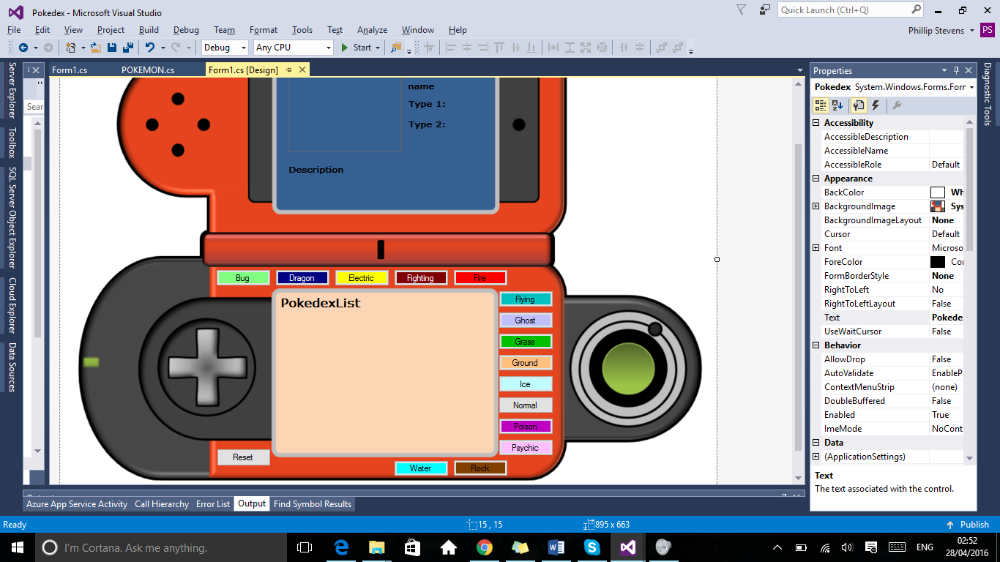 Pokedex - Microsoft Visual Studio
Quick Launch (Ctrl+Q)
File Edit View Project Build Debug Team Format Tools Test Analyze Window Help
Phillip Stevens PS
Debug Any CPU Start
Form1.cs POKEMON.cs Form1.cs [Design]
Server Explorer
Toolbox
SQL Server Object Explorer
Cloud Explorer
Data Sources
Sear
name
Type 1:
Type 2:
Description
Bug Dragon Electric Fighting Fire
PokedexList
Flying
Ghost
Grass
Ground
Ice
Normal
Poison
Psychic
Reset
Water Rock
Properties
Pokedex System.Windows.Forms.Form
Accessibility
AccessibleDescription
AccessibleName
AccessibleRole Default
Appearance
BackColor Wh
BackgroundImage Sys
BackgroundImageLayout None
Cursor Default
Font Microso
ForeColor Con
FormBorderStyle None
RightToLeft No
RightToLeftLayout False
Text Pokede
UseWaitCursor False
Behavior
AllowDrop False
AutoValidate EnableP
ContextMenuStrip (none)
DoubleBuffered False
Enabled True
ImeMode NoCont
Data
(ApplicationSettings)
Text
The text associated with the control.
Diagnostic Tools
Azure App Service Activity Call Hierarchy Error List Output Find Symbol Results
Ready 15 , 15 895 x 663 Publish
I'm Cortana. Ask me anything.
ENG
02:52
28/04/2016